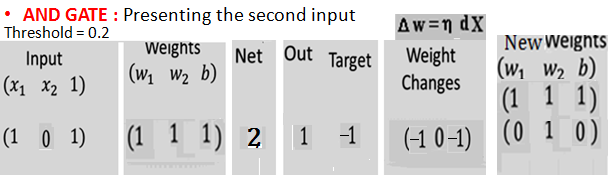 • AND GATE : Presenting the second input
Threshold = 0.2
Δw=η dX
Input Weights Net Out Target Weight Changes New Weights
(x₁ x₂ 1) (w₁ w₂ b) (w₁ w₂ b)
(1 1 1)
(1 0 1) (1 1 1) 2 1 -1 (-1 0 -1) (0 1 0)